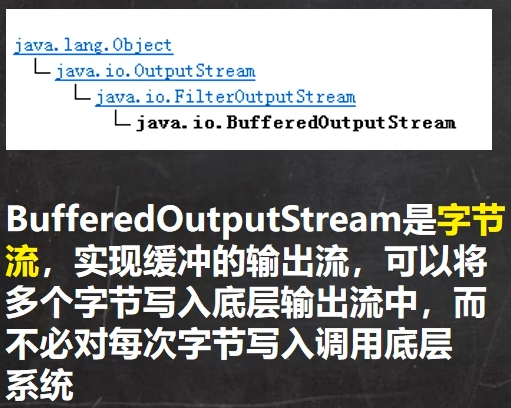 java.lang.Object
java.io.OutputStream
java.io.FilterOutputStream
java.io.BufferedOutputStream
BufferedOutputStream是字节
流，实现缓冲的输出流，可以将
多个字节写入底层输出流中，而
不必对每次字节写入调用底层
系统